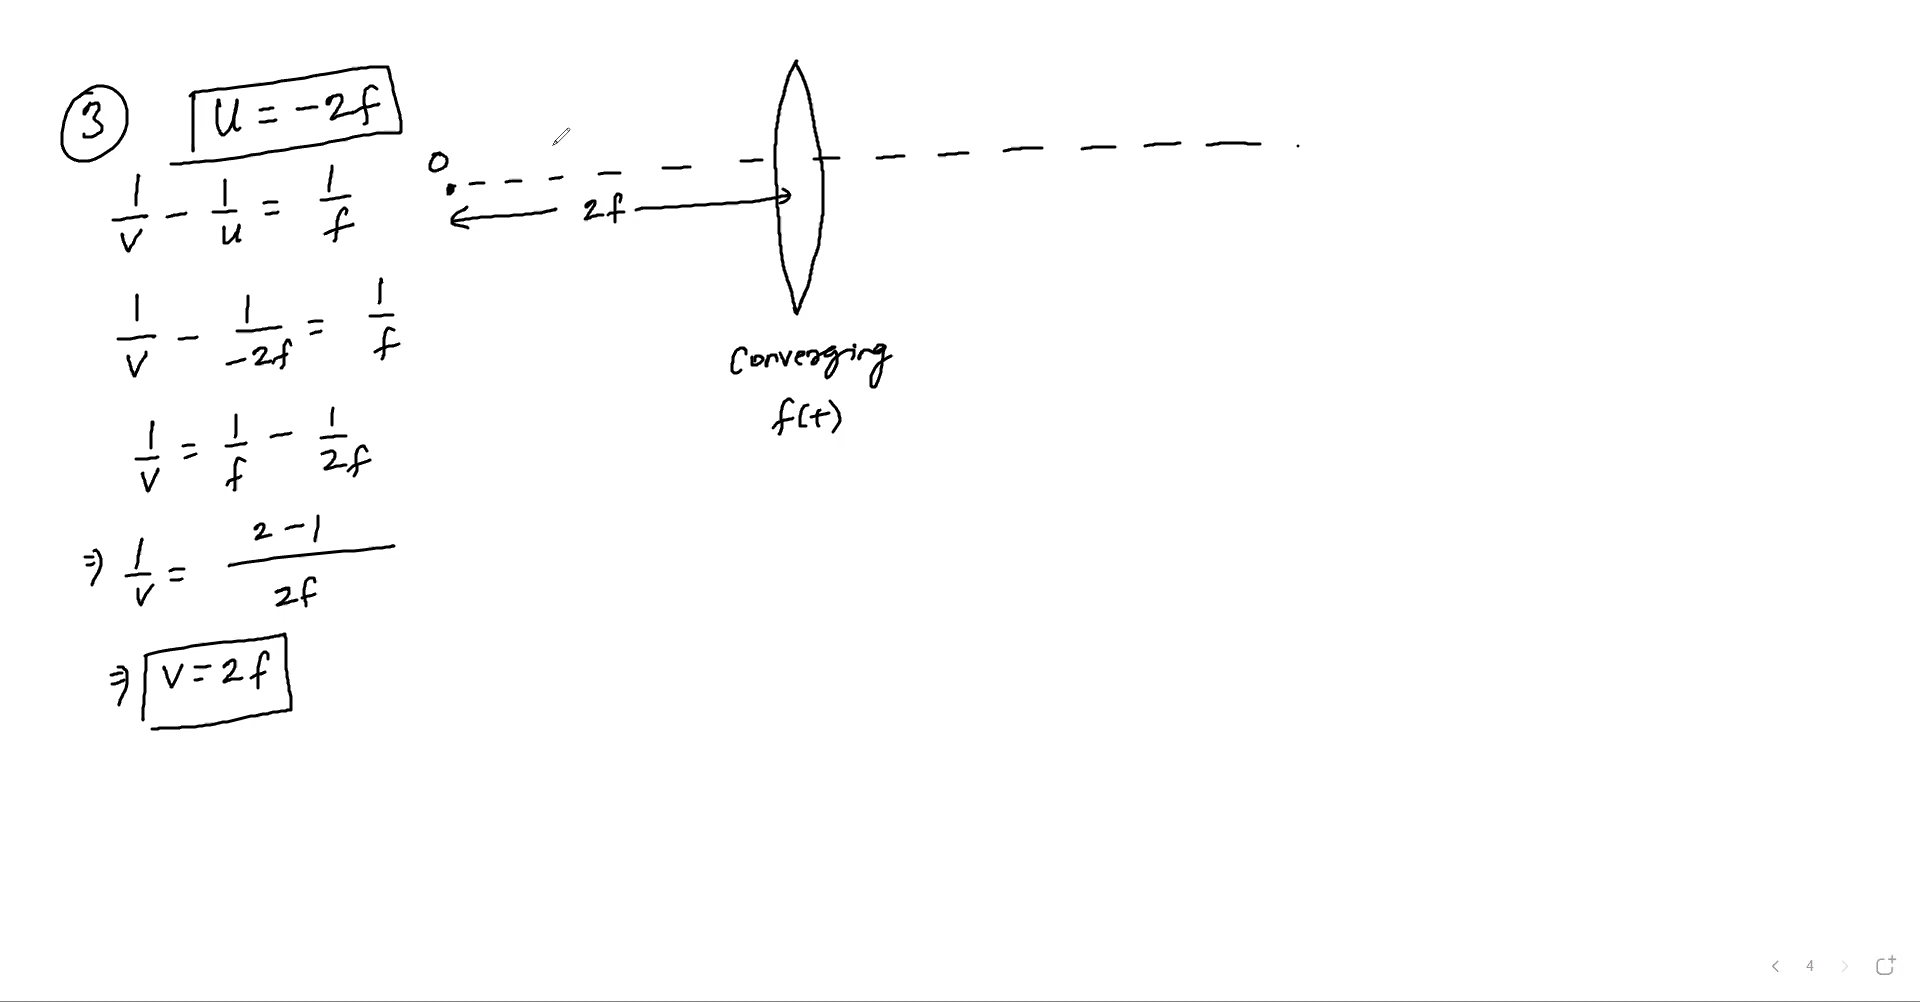 ③ u = -2f
1/v - 1/u = 1/f
1/v - 1/-2f = 1/f
1/v = 1/f - 1/2f
⇒ 1/v = 2-1/2f
⇒ v = 2f
O
2f
Converging
f(+)
4